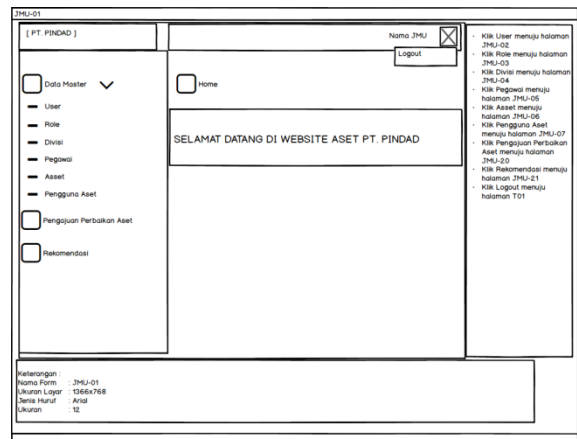 JMU-01
[ PT. PINDAD ]
Nama JMU
Logout
Data Master
User
Role
Divisi
Pegawai
Asset
Pengguna Aset
Pengajuan Perbaikan Aset
Rekomendasi
Home
SELAMAT DATANG DI WEBSITE ASET PT. PINDAD
· Klik User menuju halaman
JMU-02
· Klik Role menuju halaman
JMU-03
· Klik Divisi menuju halaman
JMU-04
· Klik Pegawai menuju
halaman JMU-05
· Klik Asset menuju
halaman JMU-06
· Klik Pengguna Aset
menuju halaman JMU-07
· Klik Pengajuan Perbaikan
Aset menuju halaman
JMU-20
· Klik Rekomendasi menuju
halaman JMU-21
· Klik Logout menuju
halaman T01
Keterangan :
Nama Form : JMU-01
Ukuran Layar : 1366x768
Jenis Huruf : Arial
Ukuran : 12